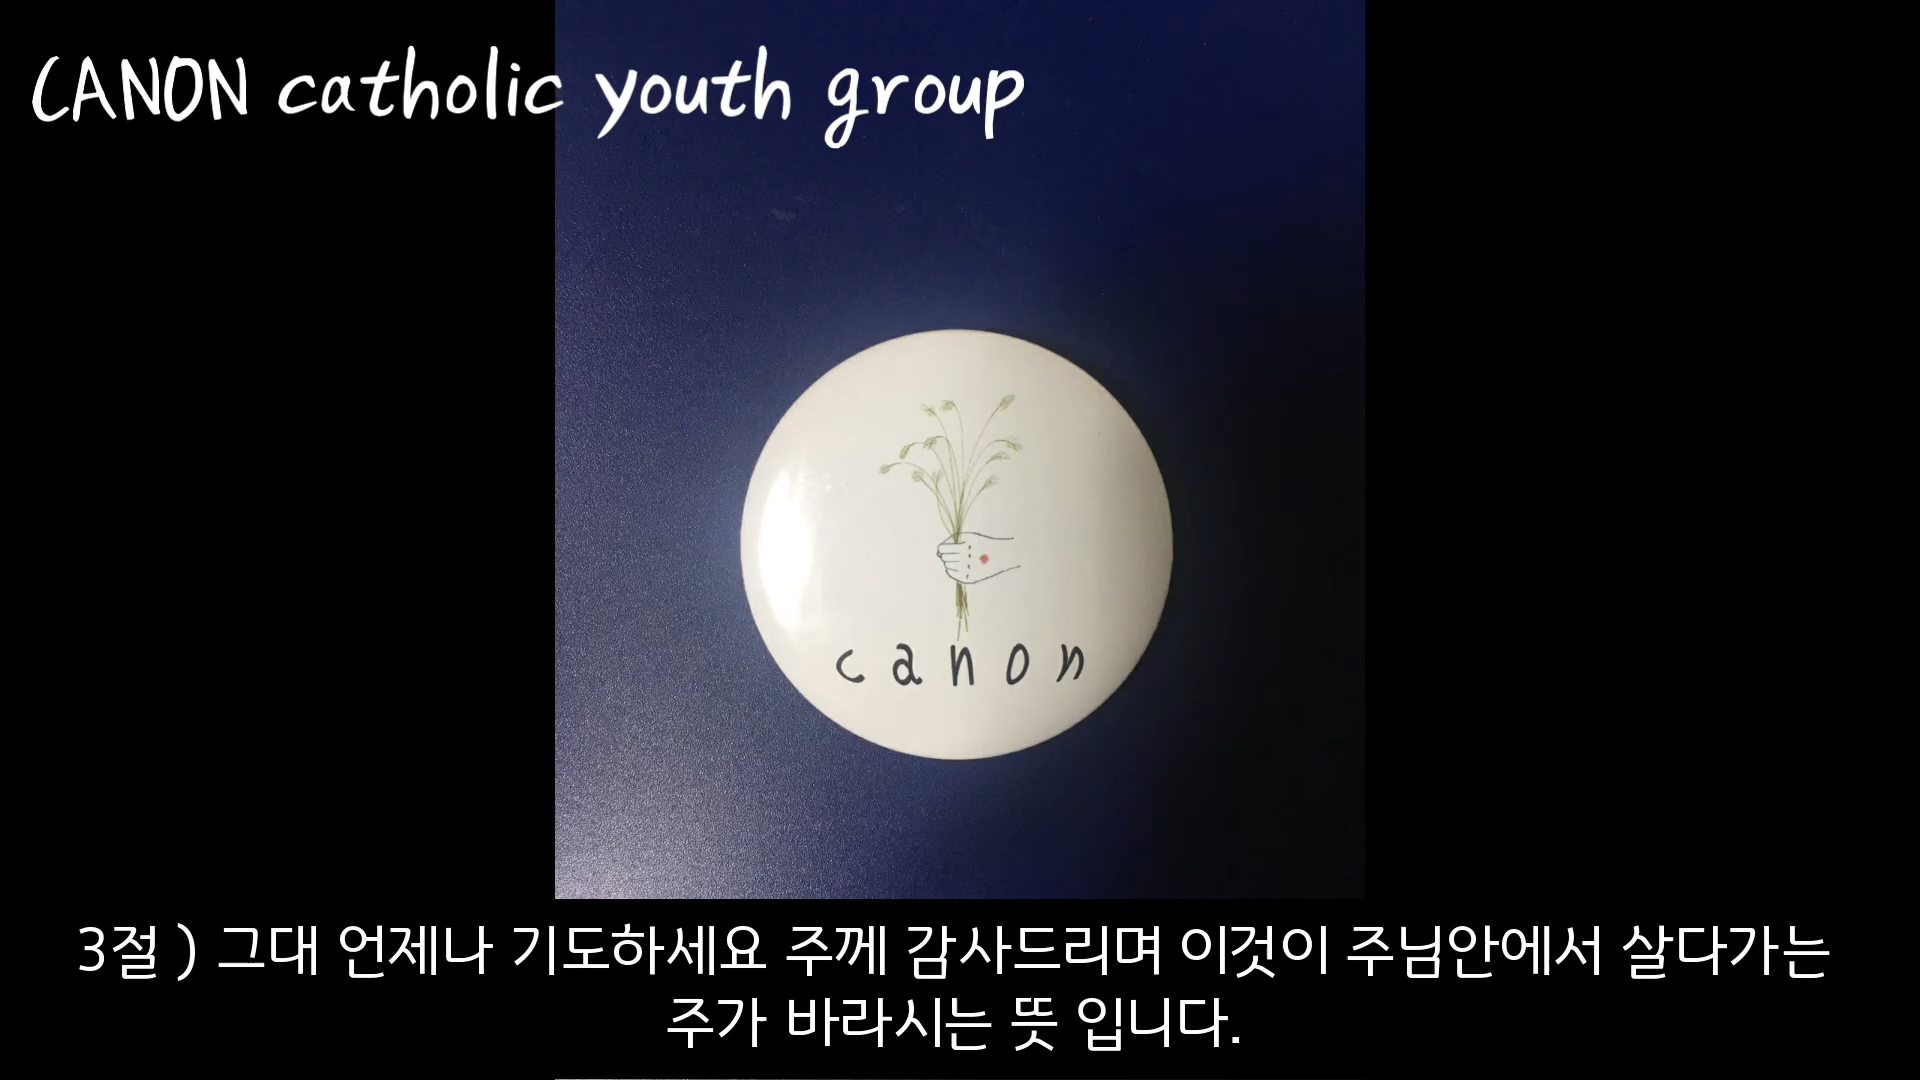 CANON catholic youth group
canon
3절 ) 그대 언제나 기도하세요 주께 감사드리며 이것이 주님안에서 살다가는
주가 바라시는 뜻 입니다.